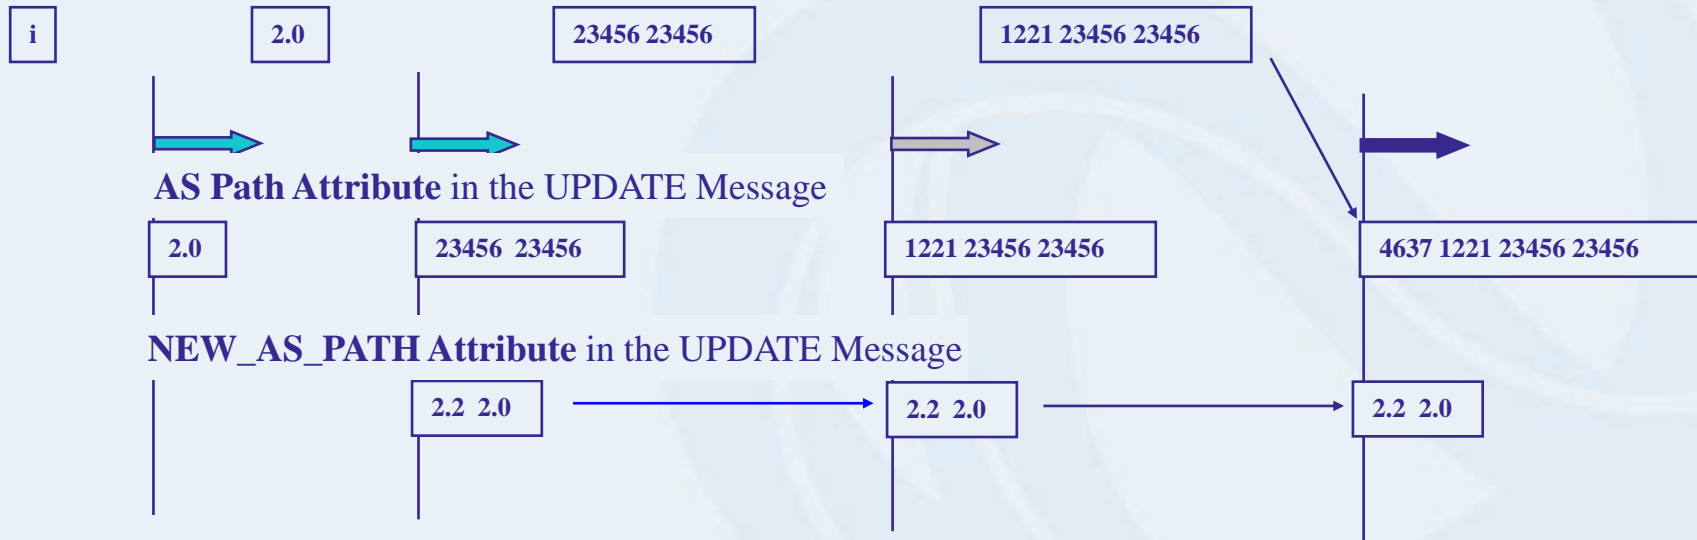 i
2.0
23456 23456
1221 23456 23456
AS Path Attribute in the UPDATE Message
2.0
23456 23456
1221 23456 23456
4637 1221 23456 23456
NEW_AS_PATH Attribute in the UPDATE Message
2.2 2.0
2.2 2.0
2.2 2.0